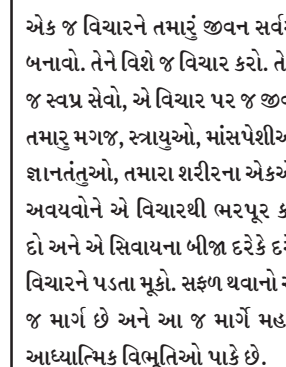 એક જ વિચારને તમારું જીવન સર્વ
બનાવો. તેને વિશે જ વિચાર કરો. તે
જ સ્વપ્ર સેવો, એ વિચાર પર જ જી
તમારુ મગજ, સ્ત્રાયુઓ, માંસપેશી
જ્ઞાનતંતુઓ, તમારા શરીરના એકએ
અવયવોને એ વિચારથી ભરપૂર ક
દો અને એ સિવાયના બીજા દરેકે દ
વિચારને પડતા મૂકો. સફળ થવાનો
જ માર્ગ છે અને આ જ માર્ગે મહ
આધ્યાત્મિક વિભૂતિઓ પાકે છે.